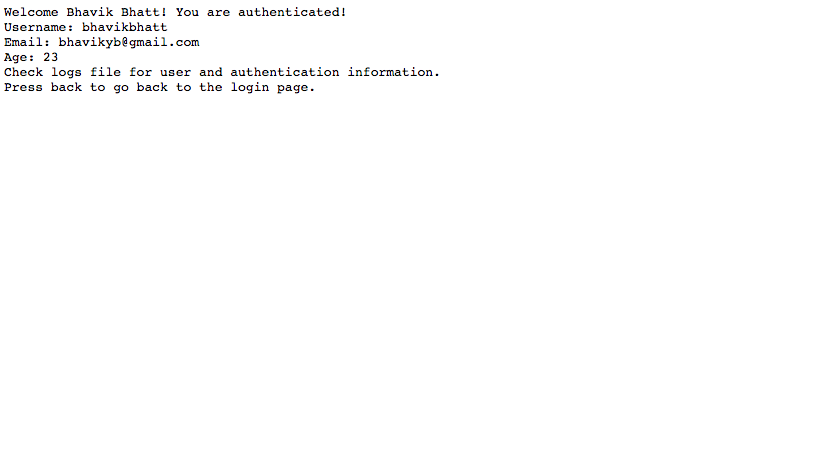 Welcome Bhavik Bhatt! You are authenticated!
Username: bhavikbhatt
Email: bhavikyb@gmail.com
Age: 23
Check logs file for user and authentication information.
Press back to go back to the login page.